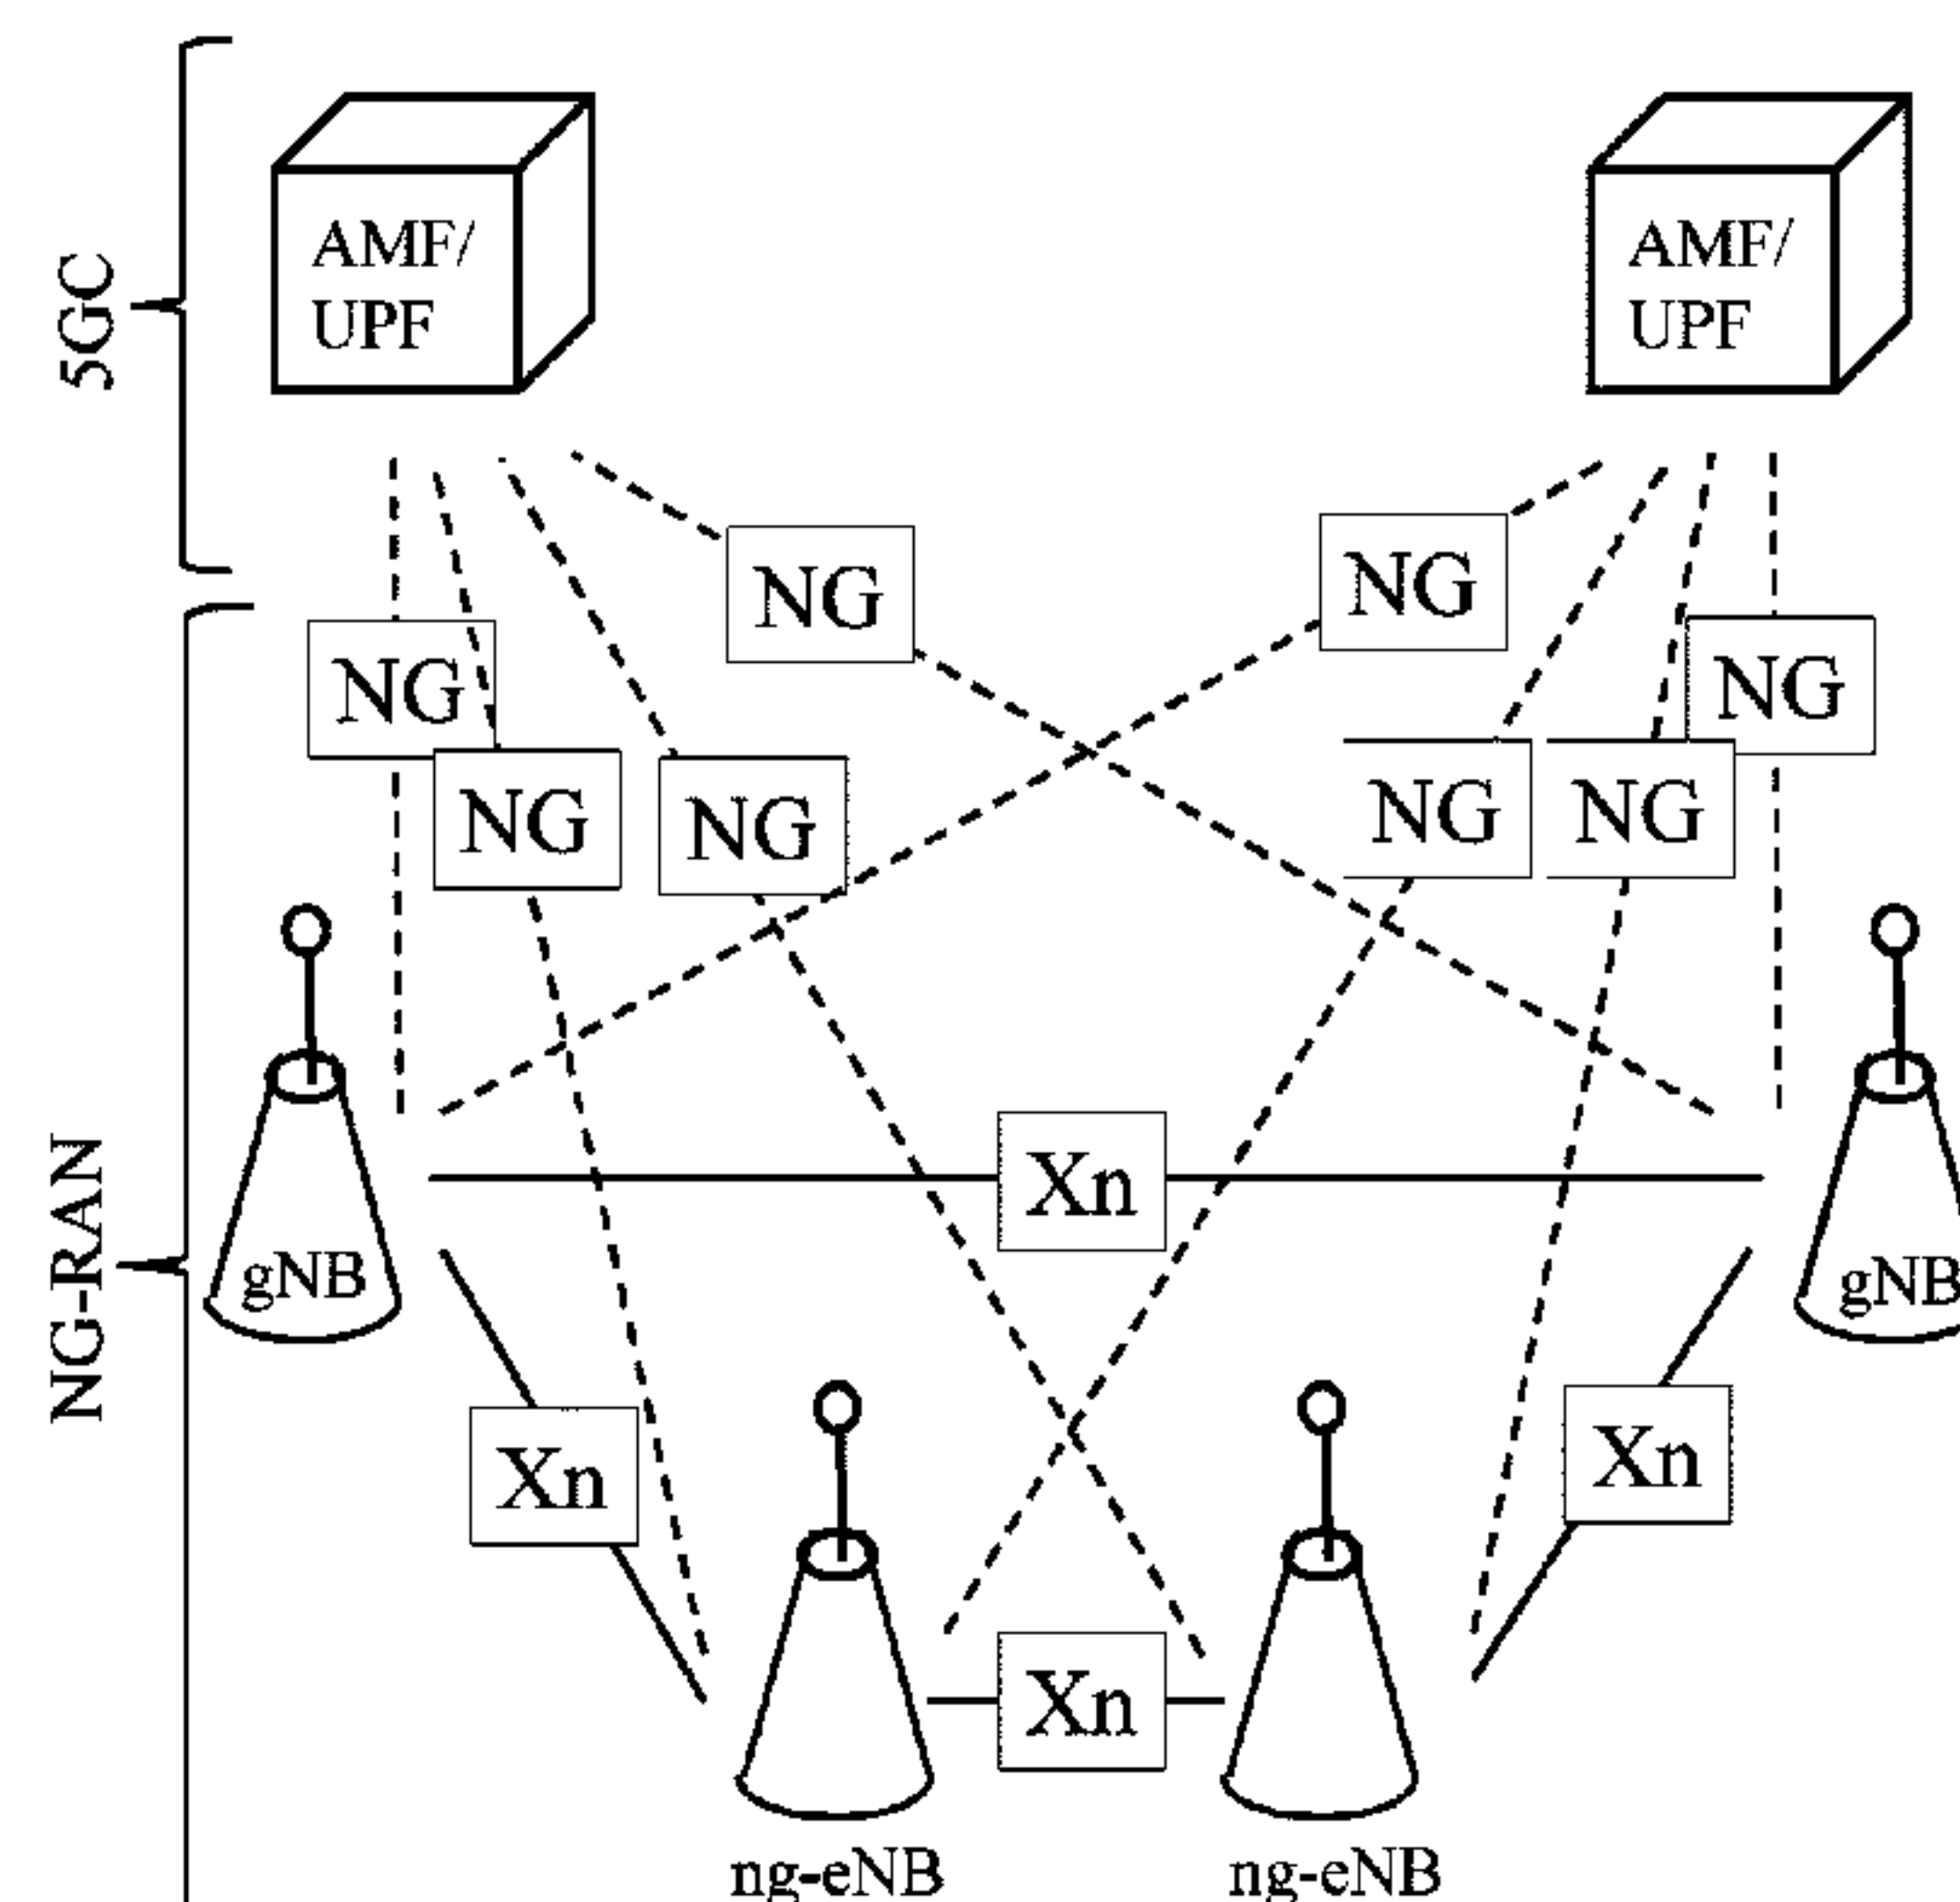 5GC
AMF/
UPF
AMF/
UPF
NG
NG
NG
NG
NG
NG
NG
NG
NG-RAN
Xn
gNB
gNB
Xn
Xn
Xn
ng-eNB
ng-eNB